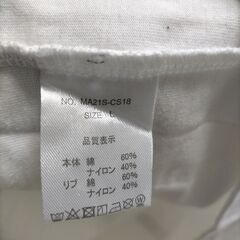 NO. MA21S-CS18
SIZE L
品質表示
本体 綿 60%
ナイロン 40%
リブ 綿 60%
ナイロン 40%